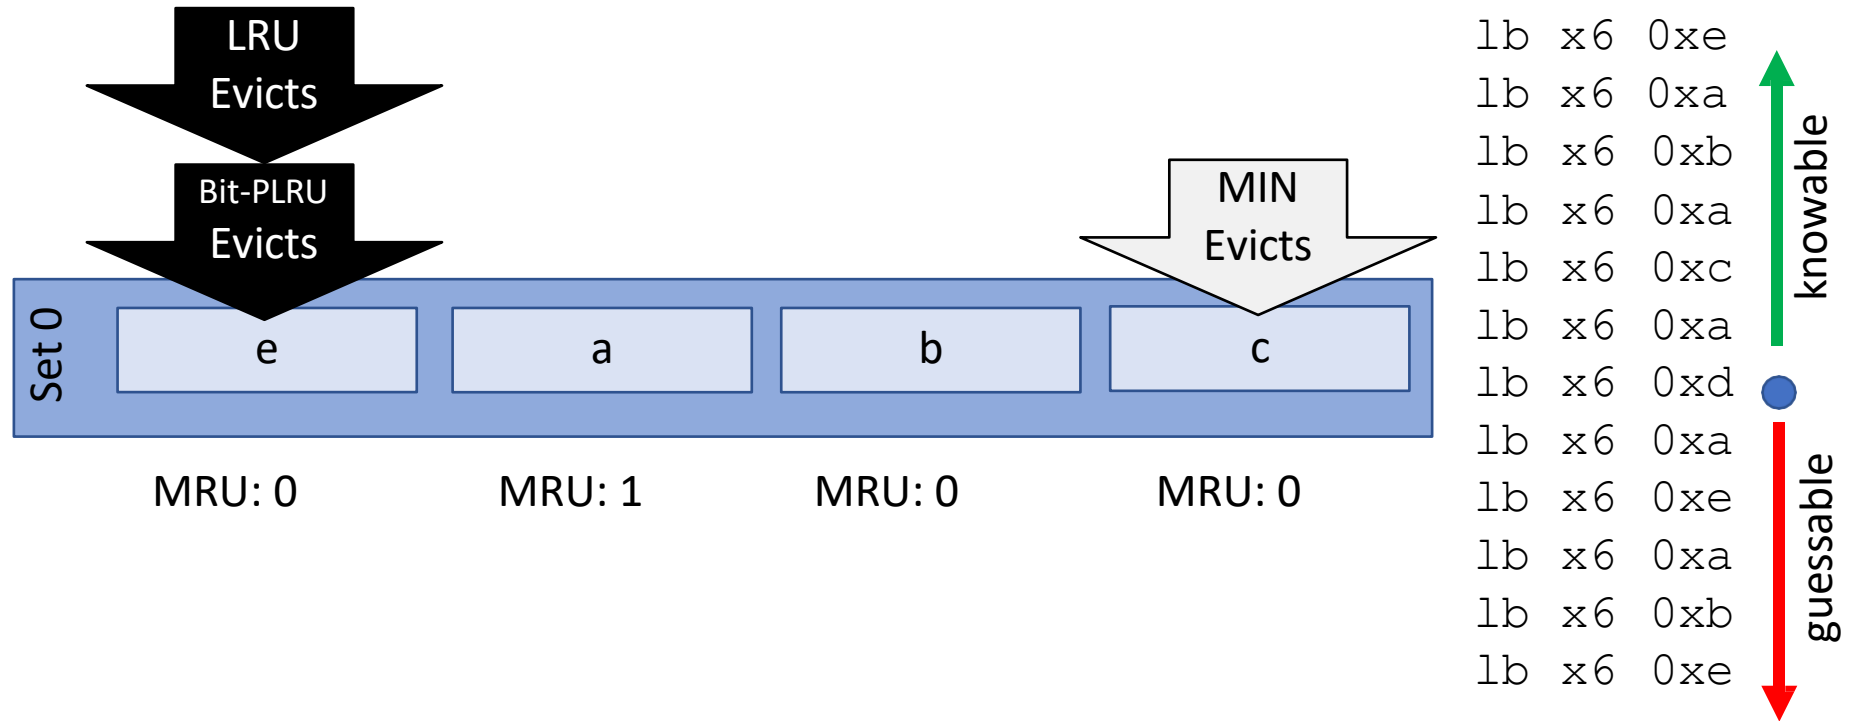 LRU
Evicts
Bit-PLRU
Evicts
MIN
Evicts
Set 0
e
a
b
c
MRU: 0
MRU: 1
MRU: 0
MRU: 0
lb x6 0xe
lb x6 0xa
lb x6 0xb
lb x6 0xa
lb x6 0xc
lb x6 0xa
lb x6 0xd
lb x6 0xa
lb x6 0xe
lb x6 0xa
lb x6 0xb
lb x6 0xe
knowable
guessable